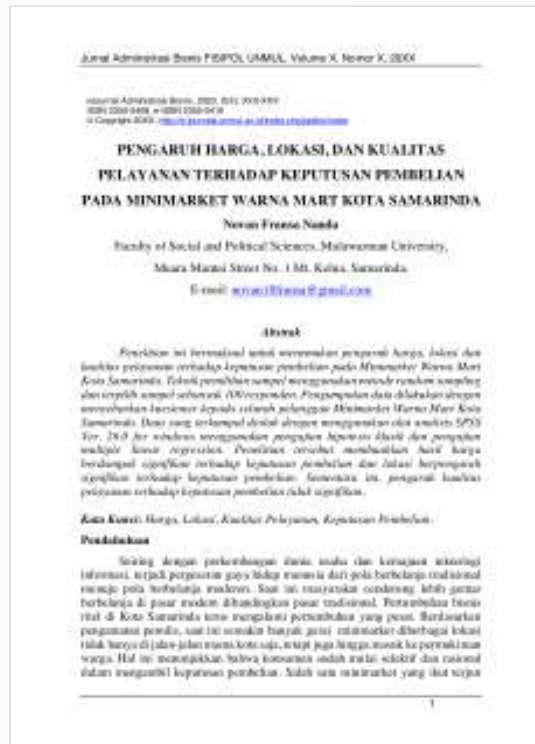 Jurnal Administrasi Bisnis FISIPOL UNMUL, Volume X, Nomor X, 20XX
eJournal Administrasi Bisnis,
ISSN
© Copyright
PENGARUH HARGA, LOKASI, DAN KUALITAS
PELAYANAN TERHADAP KEPUTUSAN PEMBELIAN
PADA MINIMARKET WARNA MART KOTA SAMARINDA
Novan Fransa Nanda
Faculty of Social and Political Sciences, Mulawarman University,
Muara Muntai Street No. 1 Mt. Kelua, Samarinda.
E-mail:
Abstrak
Penelitian ini bermaksud untuk menemukan pengaruh harga, lokasi dan
kualitas pelayanan terhadap keputusan pembelian pada Minimarket Warna Mart
Kota Samarinda. Teknik pemilihan sampel menggunakan metode random sampling
dan terpilih sampel sebanyak 100 responden. Pengumpulan data dilakukan dengan
menyebarkan kuesioner kepada seluruh pelanggan Minimarket Warna Mart Kota
Samarinda. Data yang terkumpul diolah dengan menggunakan alat analisis SPSS
Ver. 26.0 for windows menggunakan pengujian hipotesis klasik dan pengujian
multiple linear regression. Penelitian tersebut membuahkan hasil harga
berdampak signifikan terhadap keputusan pembelian dan lokasi berpengaruh
signifikan terhadap keputusan pembelian. Sementara itu, pengaruh kualitas
pelayanan terhadap keputusan pembelian tidak signifikan.
Kata Kunci: Harga, Lokasi, Kualitas Pelayanan, Keputusan Pembelian.
Pendahuluan
Seiring dengan perkembangan dunia usaha dan kemajuan teknologi
informasi, terjadi pergeseran gaya hidup manusia dari pola berbelanja tradisional
menuju pola berbelanja moderen. Saat ini masyarakat cenderung lebih gemar
berbelanja di pasar modern dibandingkan pasar tradisional. Pertumbuhan bisnis
ritel di Kota Samarinda terus mengalami pertumbuhan yang pesat. Berdasarkan
pengamatan penulis, saat ini semakin banyak gerai minimarket diberbagai lokasi
tidak hanya di jalan-jalan utama kota saja, tetapi juga hingga masuk ke permukiman
warga. Hal ini menunjukkan bahwa konsumen sudah mulai selektif dan rasional
dalam mengambil keputusan pembelian. Salah satu minimarket yang ikut terjun
1